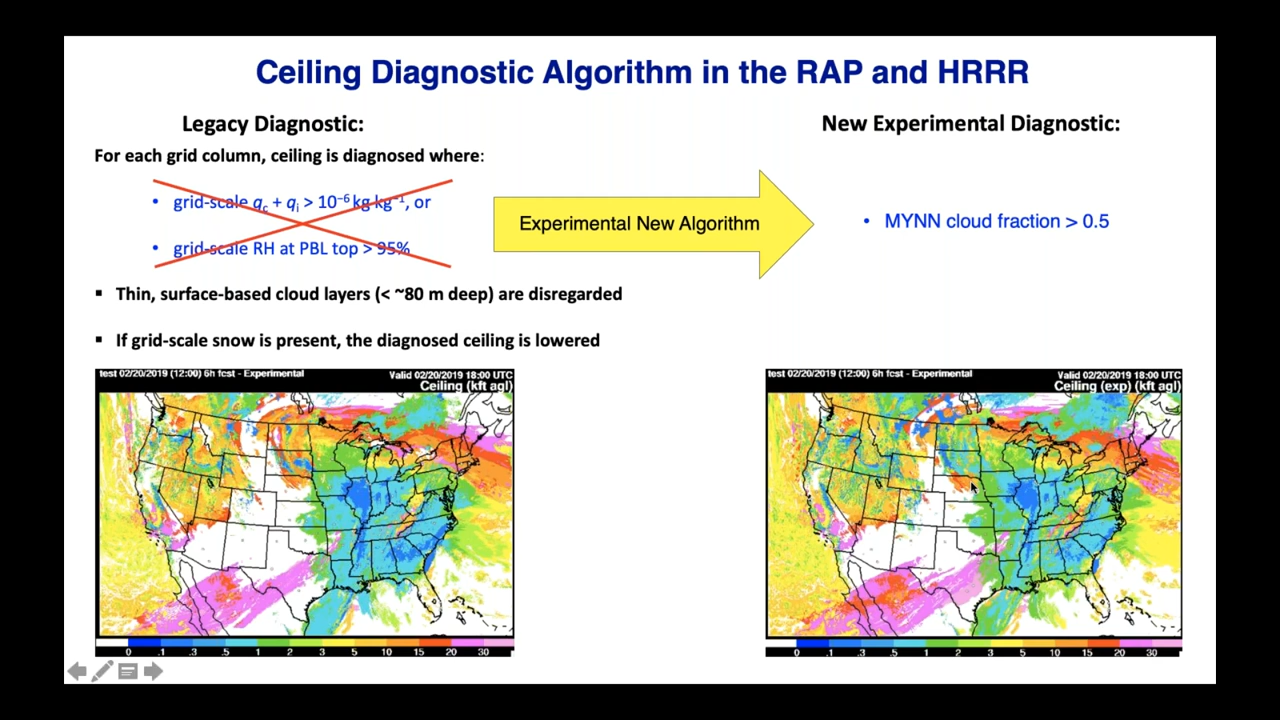 Ceiling Diagnostic Algorithm in the RAP and HRRR
Legacy Diagnostic:
New Experimental Diagnostic:
For each grid column, ceiling is diagnosed where:
• grid-scale qc + qi > 10⁻⁶ kg kg⁻¹, or
• grid-scale RH at PBL top > 95%
Experimental New Algorithm
• MYNN cloud fraction > 0.5
▪ Thin, surface-based cloud layers (< ~80 m deep) are disregarded
▪ If grid-scale snow is present, the diagnosed ceiling is lowered
test 02/20/2019 (12:00) 6h fcst - Experimental
Valid 02/20/2019 18:00 UTC
Ceiling (kft agl)
0 .1 .3 .5 1 2 3 5 10 15 20 30
test 02/20/2019 (12:00) 6h fcst - Experimental
Valid 02/20/2019 18:00 UTC
Ceiling (exp) (kft agl)
0 .1 .3 .5 1 2 3 5 10 15 20 30